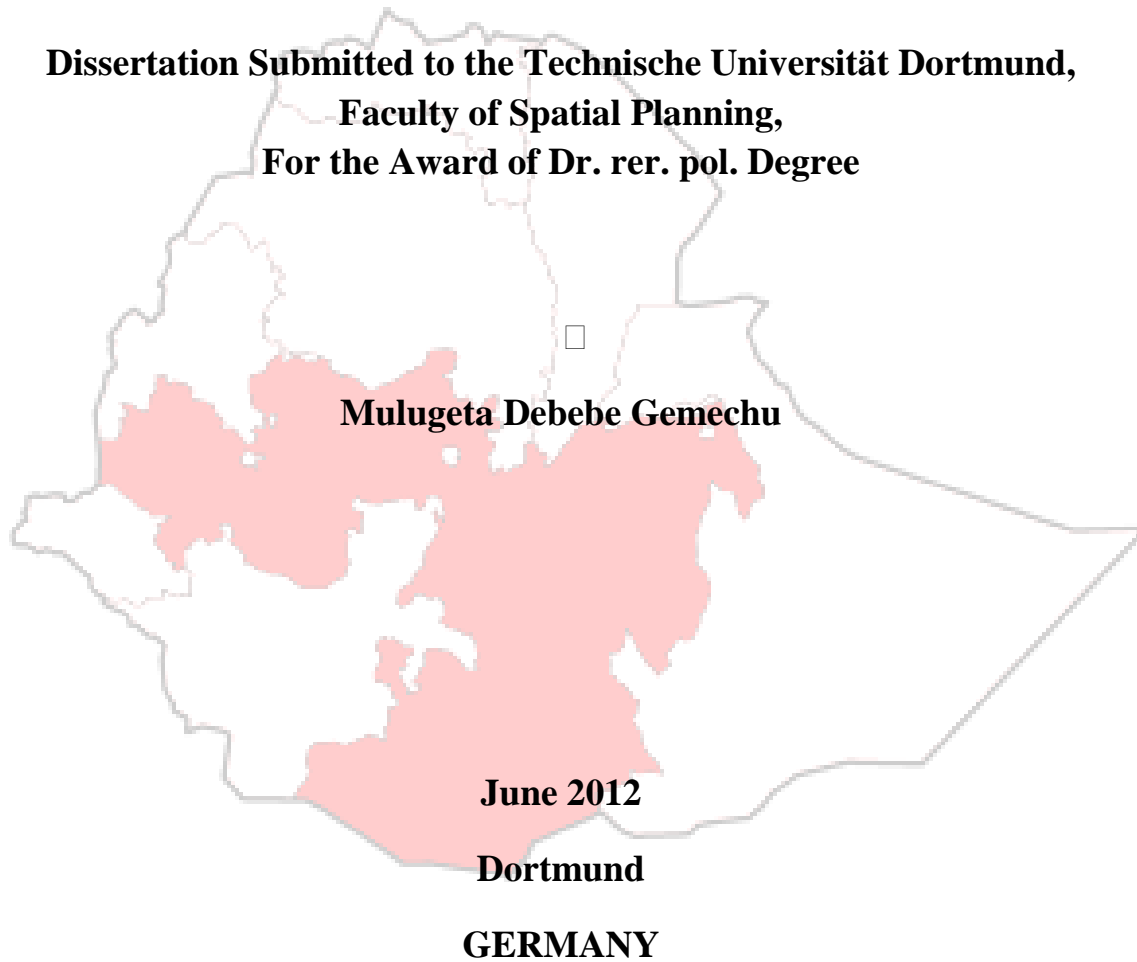 Dissertation Submitted to the Technische Universität Dortmund,
Faculty of Spatial Planning,
For the Award of Dr. rer. pol. Degree
Mulugeta Debebe Gemechu
June 2012
Dortmund
GERMANY